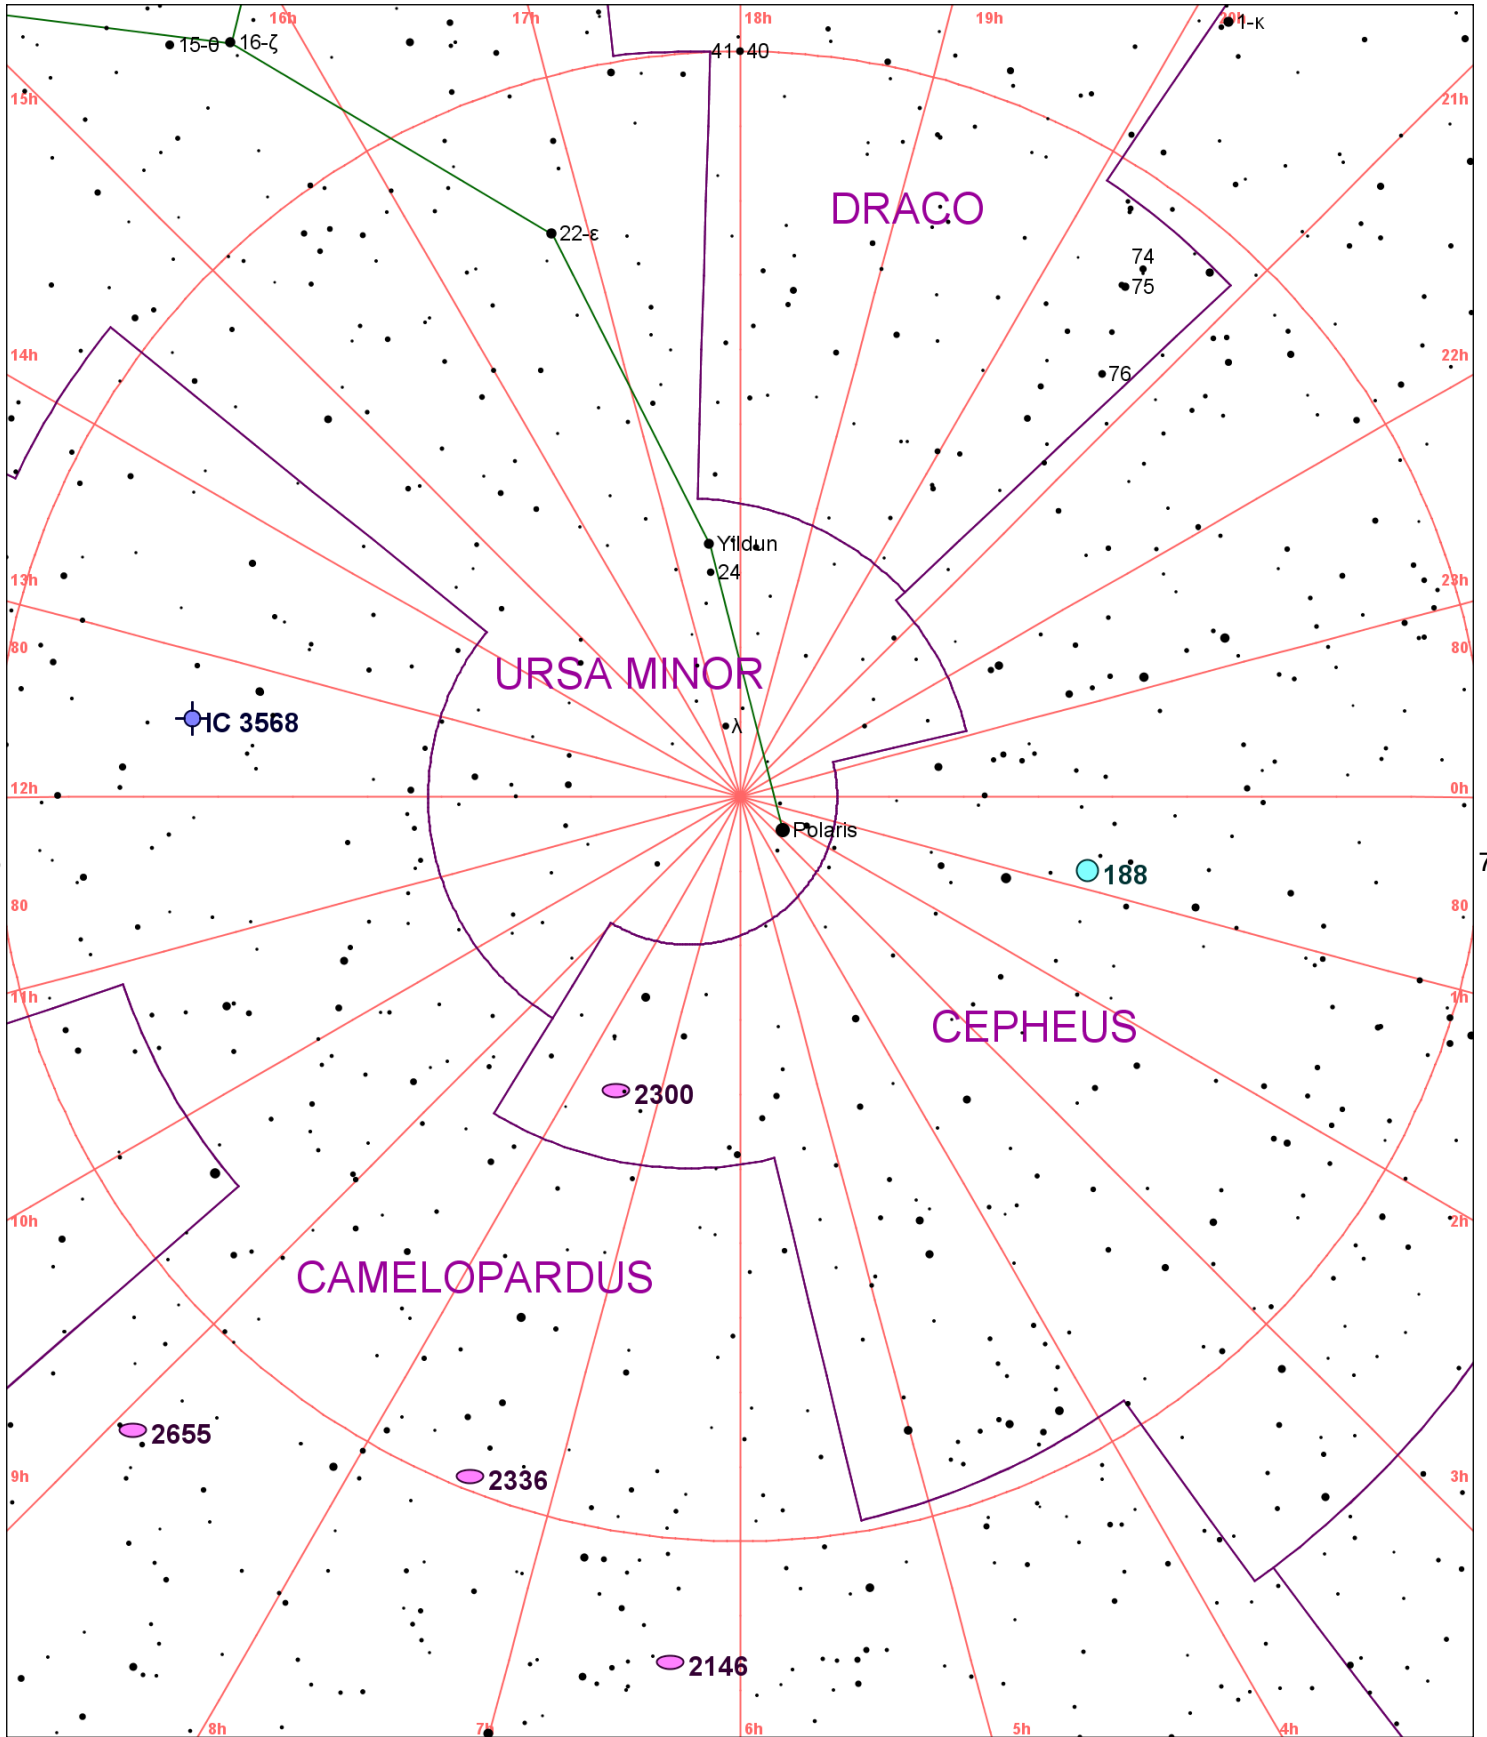 16h
17h
18h
19h
20h
1-κ
15-θ
16-ζ
41
40
15h
21h
DRACO
22-ε
74
75
14h
22h
76
Yildun
24
13h
23h
80
80
URSA MINOR
IC 3568
λ
12h
0h
Polaris
7
188
80
80
11h
1h
CEPHEUS
2300
10h
2h
CAMELOPARDUS
2655
2336
9h
3h
2146
8h
7h
6h
5h
4h